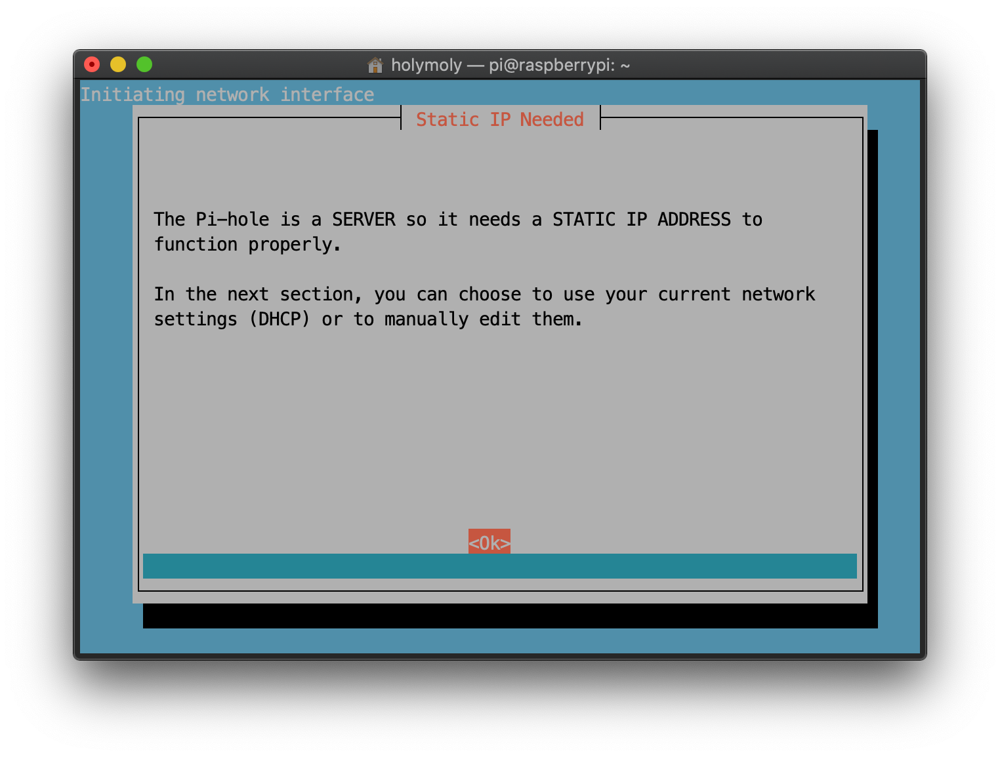 holymoly — pi@raspberrypi: ~
Initiating network interface
Static IP Needed
The Pi-hole is a SERVER so it needs a STATIC IP ADDRESS to
function properly.
In the next section, you can choose to use your current network
settings (DHCP) or to manually edit them.
<Ok>